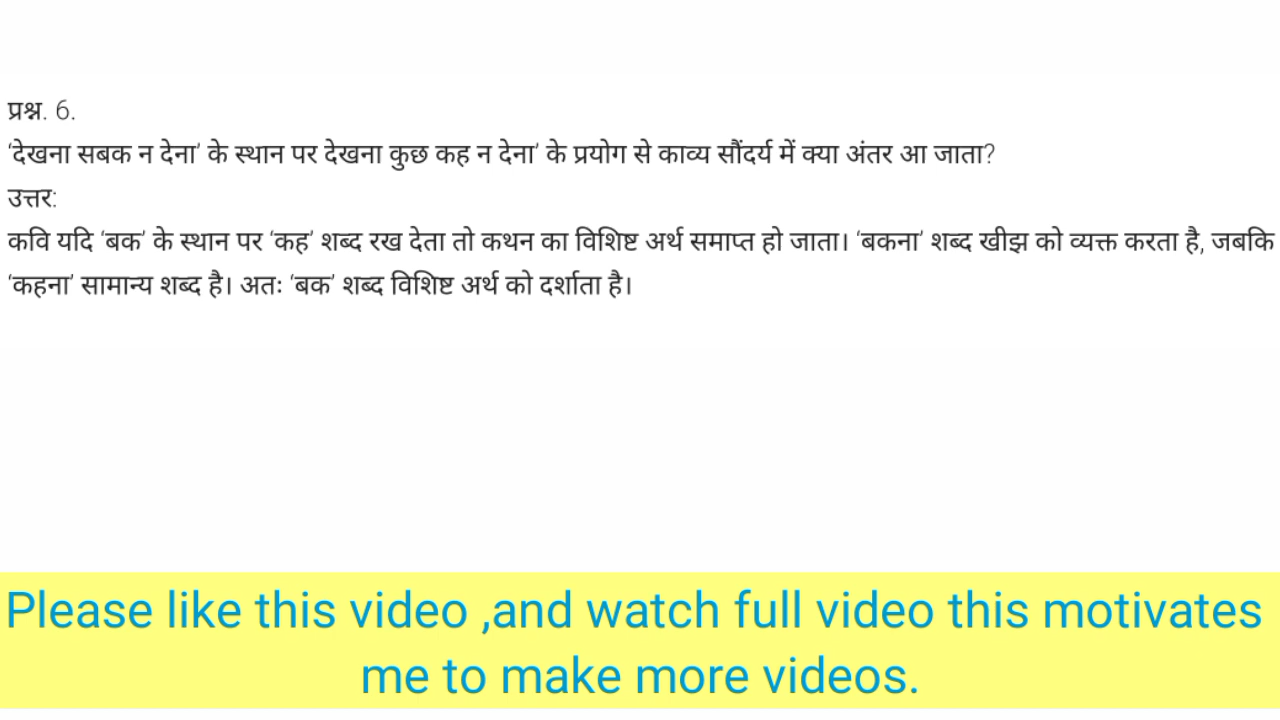 प्रश्न. 6.
‘देखना सबक न देना’ के स्थान पर देखना कुछ कह न देना’ के प्रयोग से काव्य सौंदर्य में क्या अंतर आ जाता?
उत्तर:
कवि यदि ‘बक’ के स्थान पर ‘कह’ शब्द रख देता तो कथन का विशिष्ट अर्थ समाप्त हो जाता। ‘बकना’ शब्द खीझ को व्यक्त करता है, जबकि
‘कहना’ सामान्य शब्द है। अतः ‘बक’ शब्द विशिष्ट अर्थ को दर्शाता है।
Please like this video ,and watch full video this motivates
me to make more videos.